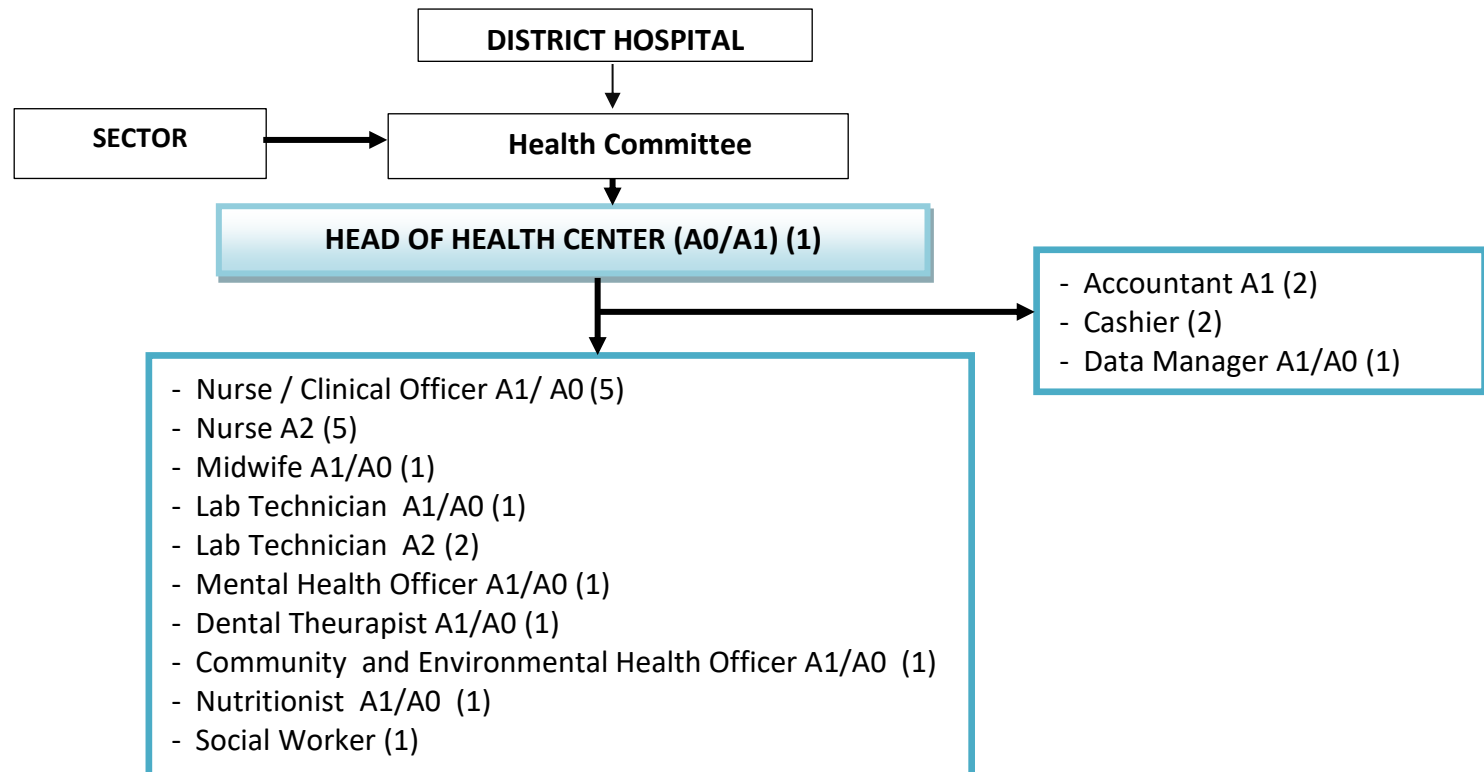 DISTRICT HOSPITAL
SECTOR
Health Committee
HEAD OF HEALTH CENTER (A0/A1) (1)
- Accountant A1 (2)
- Cashier (2)
- Data Manager A1/A0 (1)
- Nurse / Clinical Officer A1/ A0 (5)
- Nurse A2 (5)
- Midwife A1/A0 (1)
- Lab Technician A1/A0 (1)
- Lab Technician A2 (2)
- Mental Health Officer A1/A0 (1)
- Dental Theurapist A1/A0 (1)
- Community and Environmental Health Officer A1/A0 (1)
- Nutritionist A1/A0 (1)
- Social Worker (1)